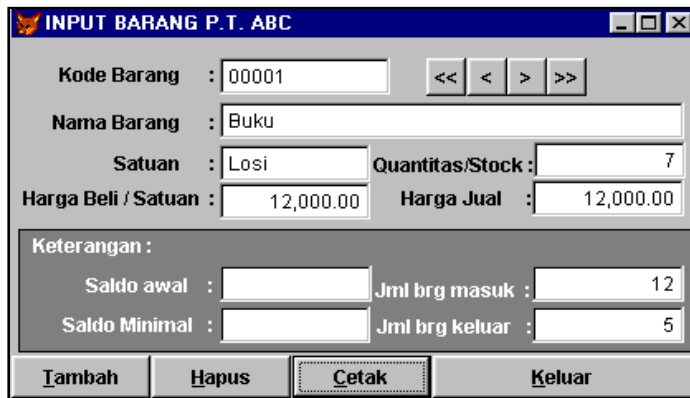 INPUT BARANG P.T. ABC
Kode Barang : 00001 << < > >>
Nama Barang : Buku
Satuan : Losi Quantitas/Stock : 7
Harga Beli / Satuan : 12,000.00 Harga Jual : 12,000.00
Keterangan :
Saldo awal : Jml brg masuk : 12
Saldo Minimal : Jml brg keluar : 5
Tambah Hapus Cetak Keluar